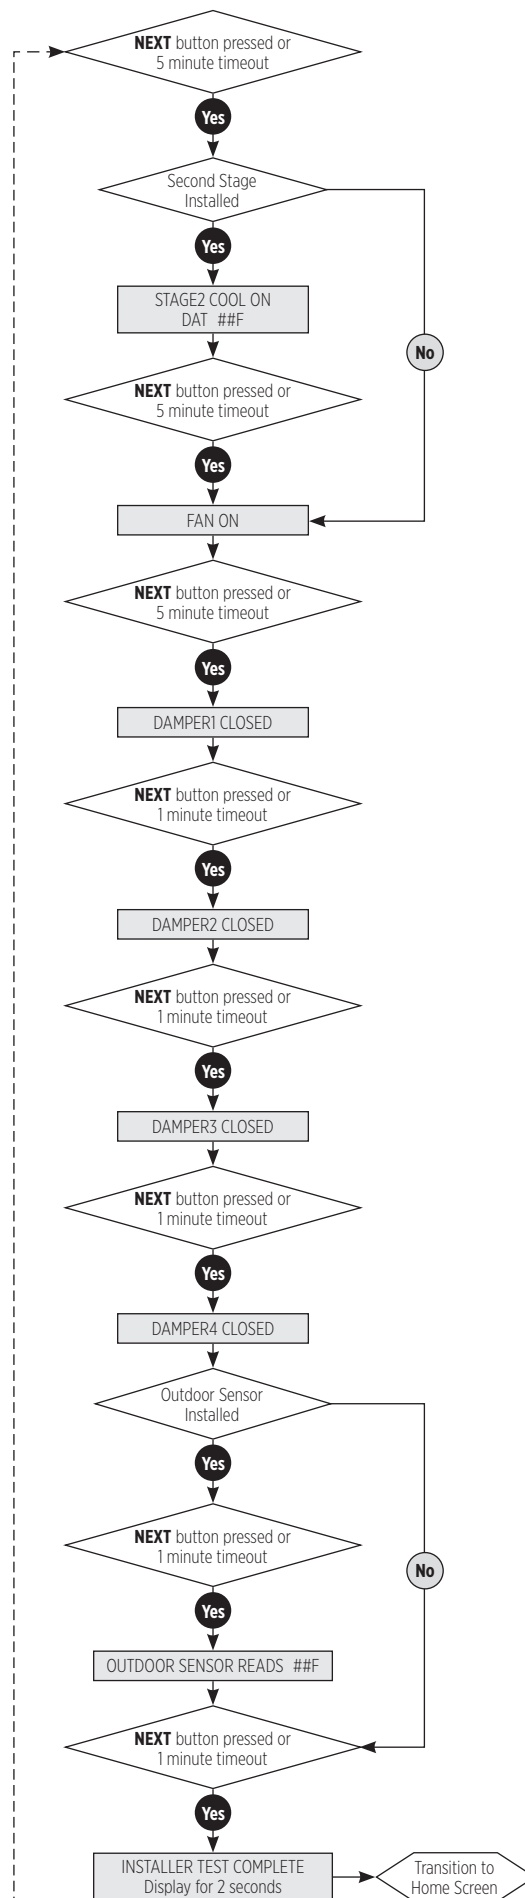 NEXT button pressed or
5 minute timeout
Yes
Second Stage
Installed
Yes
STAGE2 COOL ON
DAT ##F
No
NEXT button pressed or
5 minute timeout
Yes
FAN ON
NEXT button pressed or
5 minute timeout
Yes
DAMPER1 CLOSED
NEXT button pressed or
1 minute timeout
Yes
DAMPER2 CLOSED
NEXT button pressed or
1 minute timeout
Yes
DAMPER3 CLOSED
NEXT button pressed or
1 minute timeout
Yes
DAMPER4 CLOSED
Outdoor Sensor
Installed
Yes
NEXT button pressed or
1 minute timeout
No
Yes
OUTDOOR SENSOR READS ##F
NEXT button pressed or
1 minute timeout
Yes
INSTALLER TEST COMPLETE
Display for 2 seconds
Transition to
Home Screen